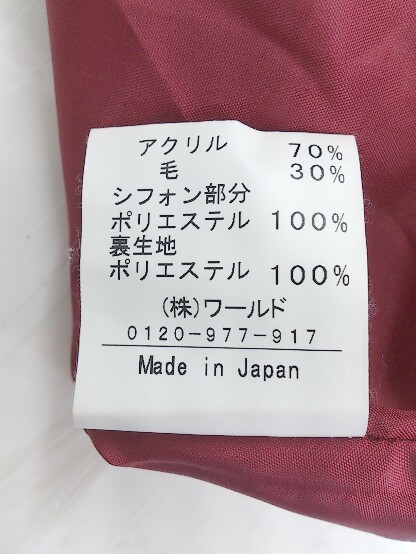 アクリル 70%
毛 30%
シフォン部分
ポリエステル 100%
裏生地
ポリエステル 100%
(株)ワールド
0120-977-917
Made in Japan